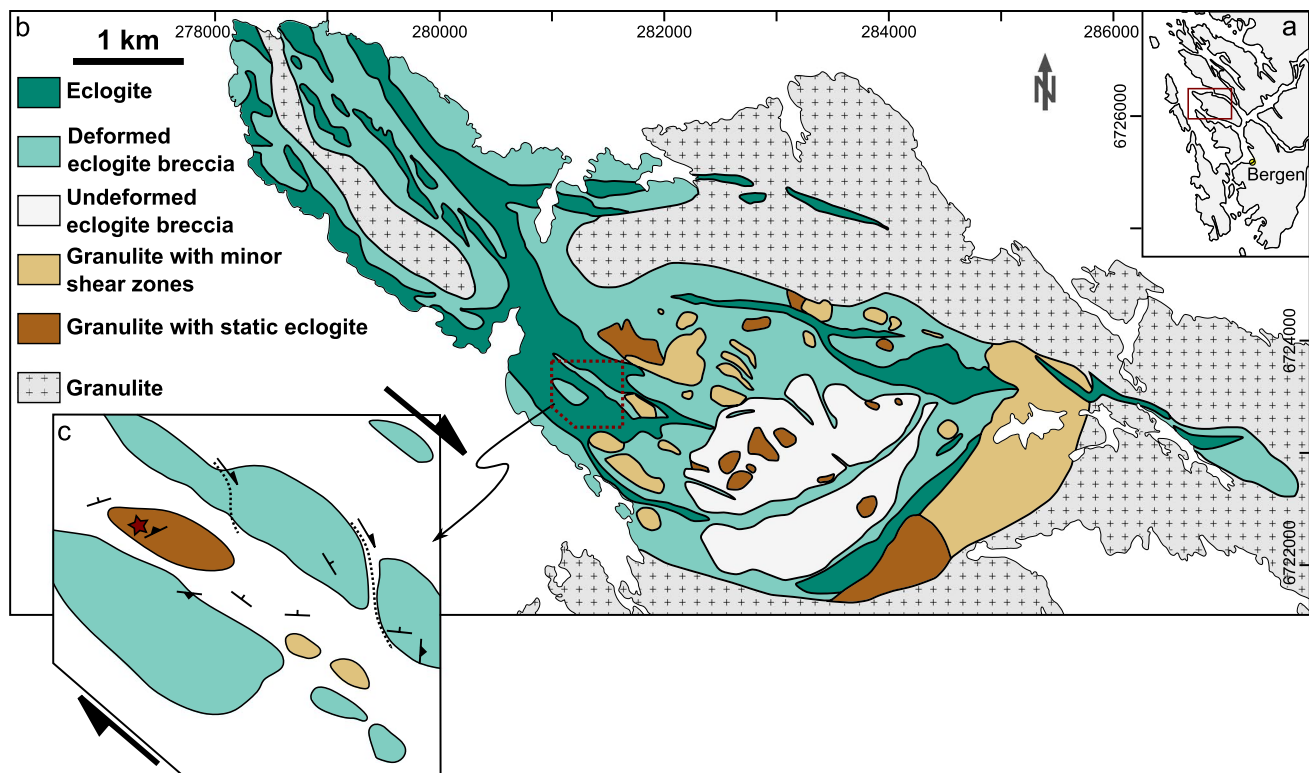 b
1 km
278000
280000
282000
284000
286000
a
N
Bergen
6726000
6724000
6722000
Eclogite
Deformed
eclogite breccia
Undeformed
eclogite breccia
Granulite with minor
shear zones
Granulite with static eclogite
Granulite
c